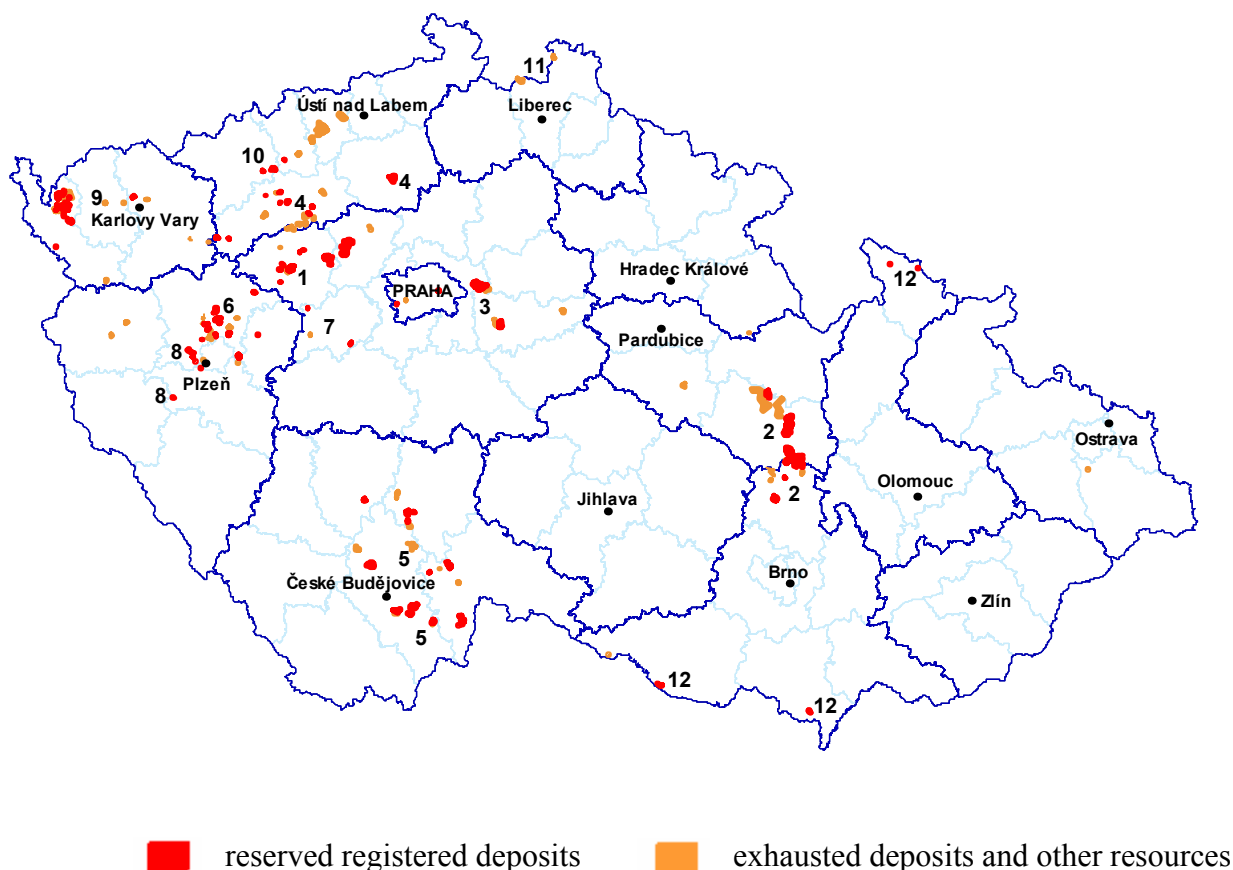 11
Ústí nad Labem
Liberec
10
4
4
9
Karlovy Vary
1
PRAHA
3
Hradec Králové
12
6
7
Pardubice
8
Plzeň
8
2
Ostrava
2
Olomouc
Jihlava
5
České Budějovice
Brno
Zlín
5
12
12
reserved registered deposits
exhausted deposits and other resources